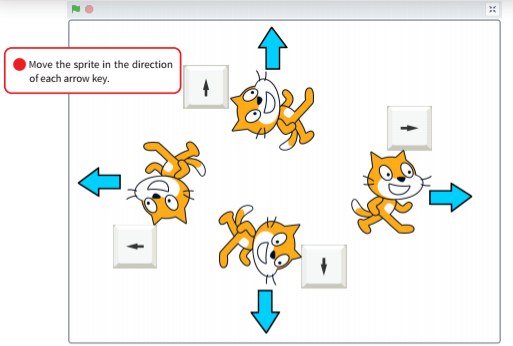 Move the sprite in the direction
of each arrow key.